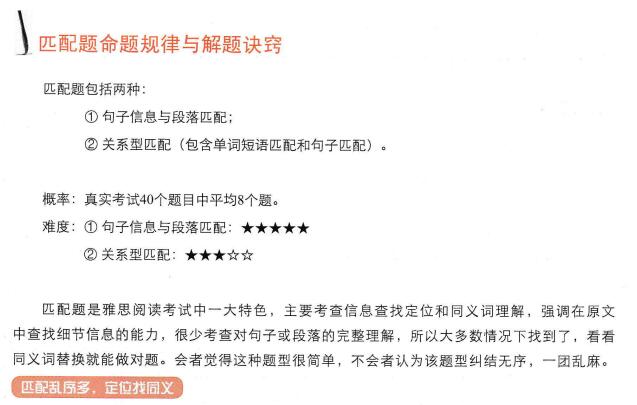 匹配题命题规律与解题诀窍
匹配题包括两种：
① 句子信息与段落匹配；
② 关系型匹配（包含单词短语匹配和句子匹配）。
概率：真实考试40个题目中平均8个题。
难度：① 句子信息与段落匹配：★★★★★
② 关系型匹配：★★★☆☆
匹配题是雅思阅读考试中一大特色，主要考查信息查找定位和同义词理解，强调在原文
中查找细节信息的能力，很少考查对句子或段落的完整理解，所以大多数情况下找到了，看看
同义词替换就能做对题。会者觉得这种题型很简单，不会者认为该题型纠结无序，一团乱麻。
匹配乱序多，定位找同义